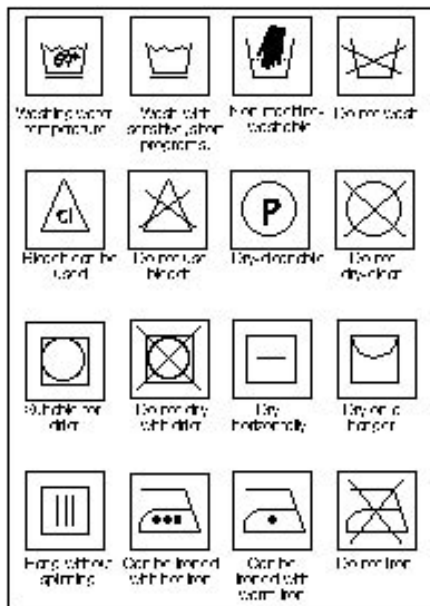 Washing water
temperature
Wash with
sensitive, short
programs.
Non machine-
washable
Do not wash
cl
Bleach can be
used
Do not use
bleach
P
Dry-cleanable
Do not
dry-clean
Suitable for
drier
Do not dry
with drier
Dry
horizontally
Dry on a
hanger
Hang without
spinning
Can be ironed
with hot iron
Can be
ironed with
warm iron
Do not iron